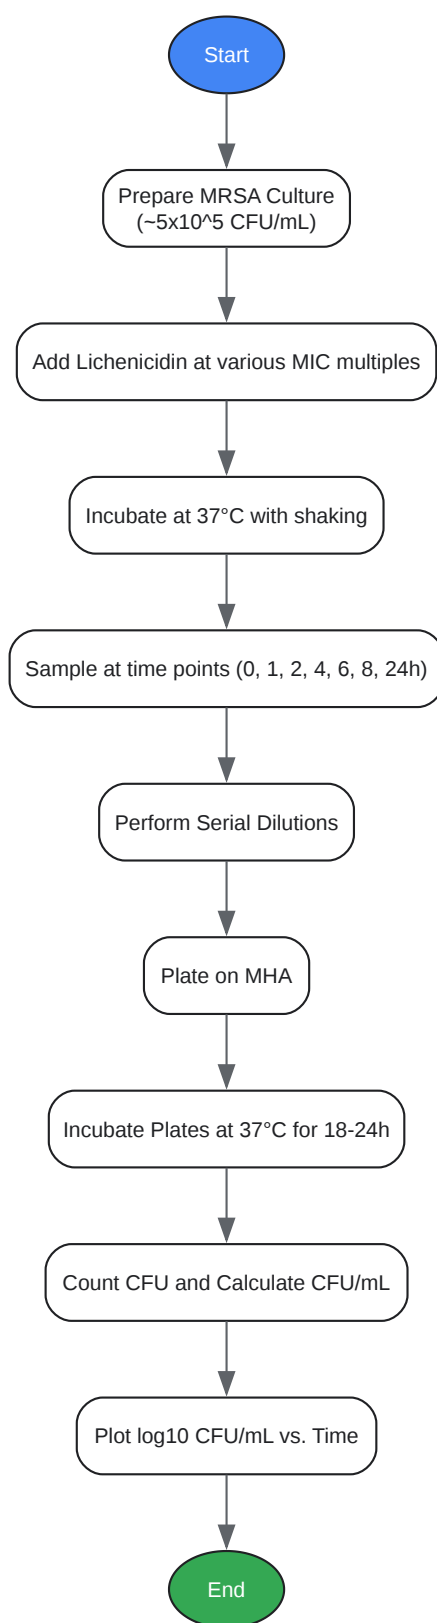 Start
Prepare MRSA Culture
(~5x10^5 CFU/mL)
Add Lichenicidin at various MIC multiples
Incubate at 37°C with shaking
Sample at time points (0, 1, 2, 4, 6, 8, 24h)
Perform Serial Dilutions
Plate on MHA
Incubate Plates at 37°C for 18-24h
Count CFU and Calculate CFU/mL
Plot log10 CFU/mL vs. Time
End